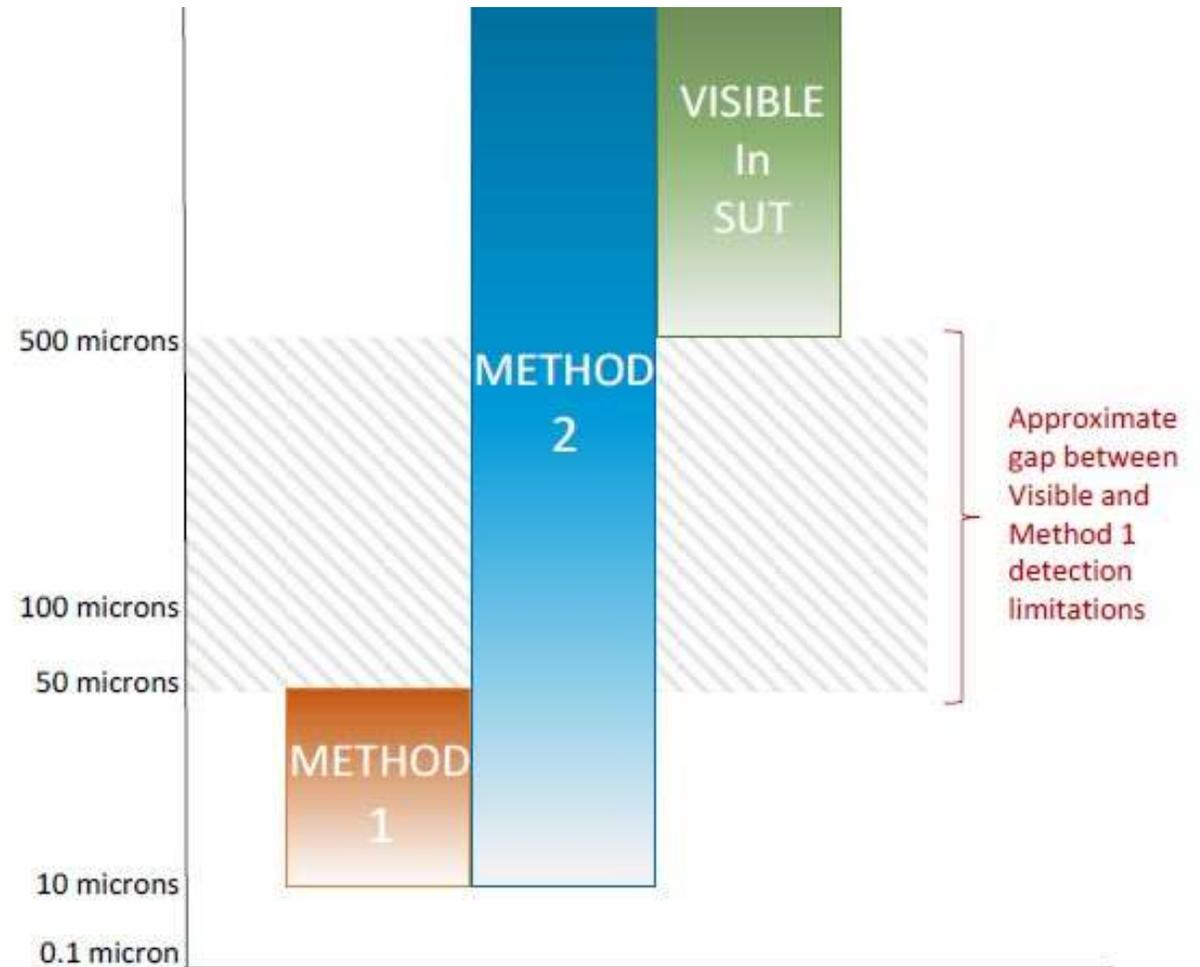 VISIBLE
In
SUT
500 microns
METHOD
2
Approximate
gap between
Visible and
Method 1
detection
limitations
100 microns
50 microns
METHOD
1
10 microns
0.1 micron